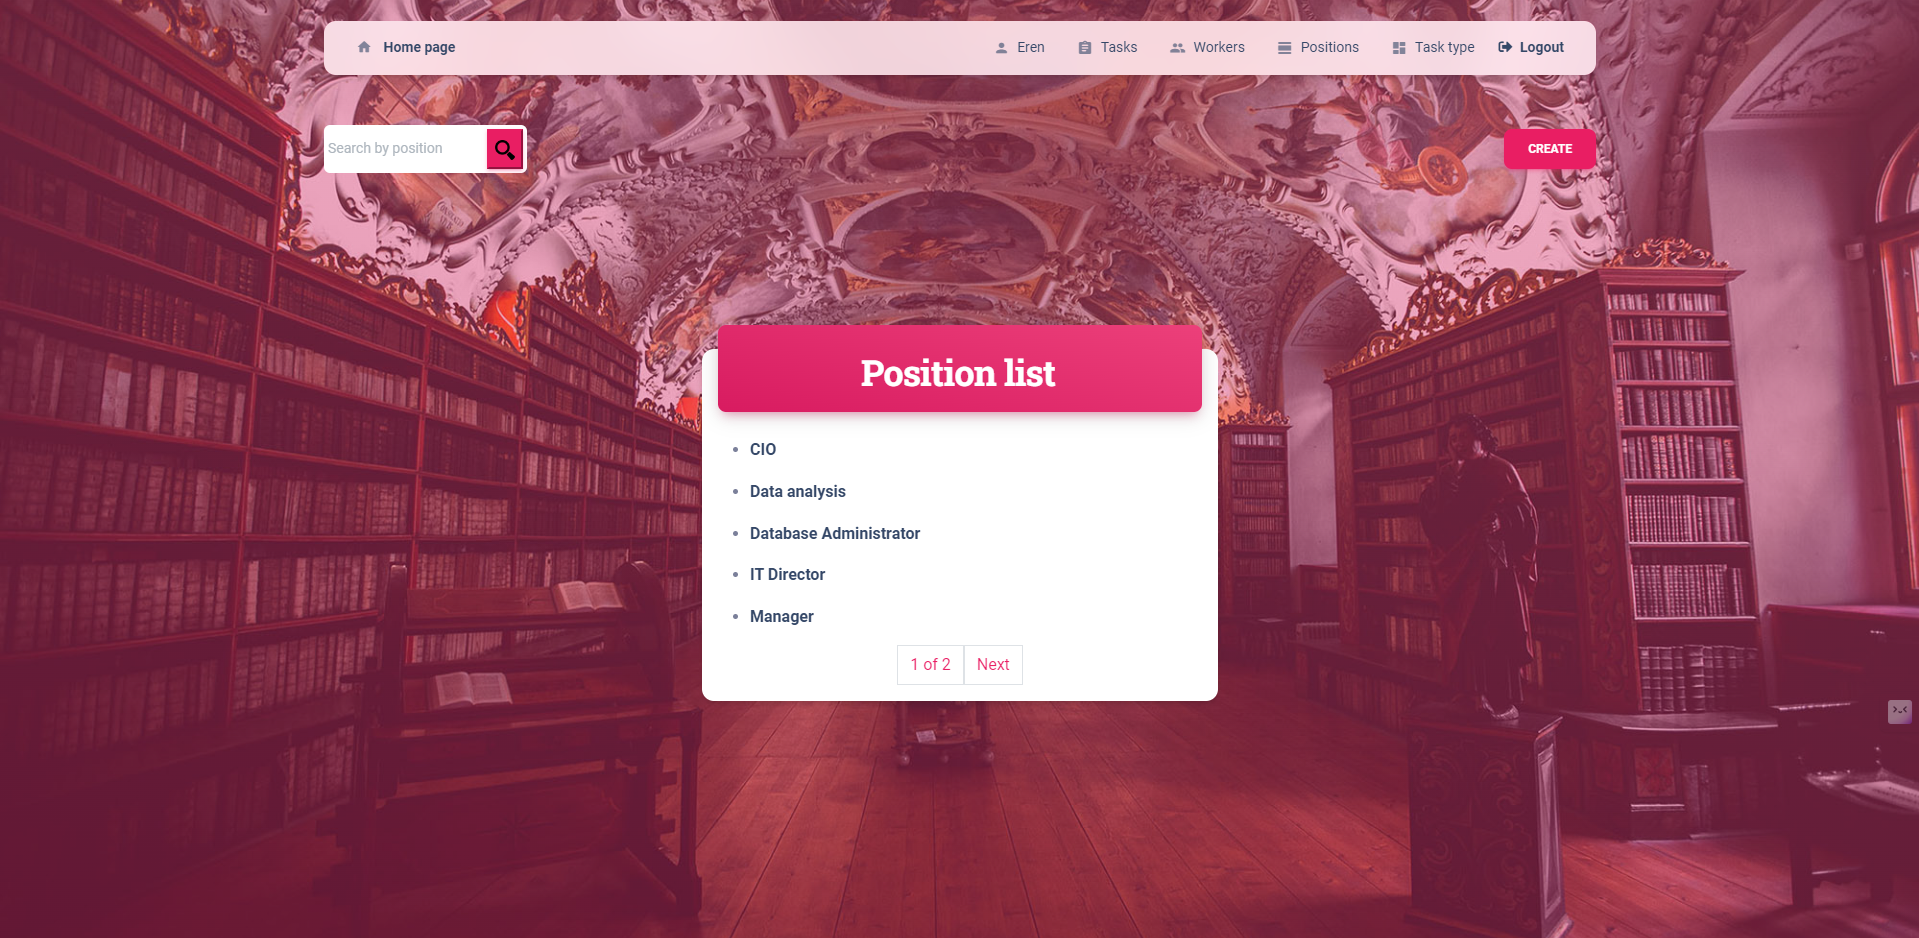 Home page Eren Tasks Workers Positions Task type Logout
Search by position CREATE
Position list
CIO
Data analysis
Database Administrator
IT Director
Manager
1 of 2 Next